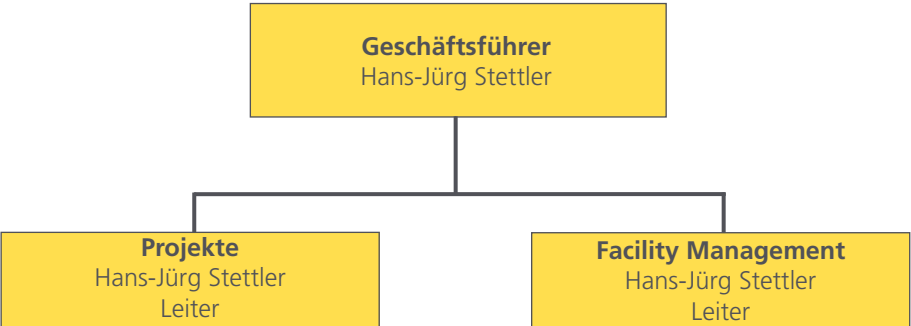 Geschäftsführer
Hans-Jürg Stettler
Projekte
Hans-Jürg Stettler
Leiter
Facility Management
Hans-Jürg Stettler
Leiter